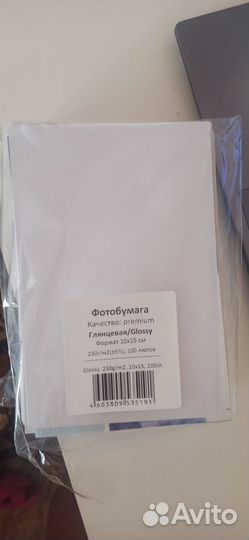 Фотобумага
Качество: premium
Глянцевая/Glossy
Формат 10х15 см
230г/м2(±5%), 100 листов
Glossy 230g/m2, 10x15, 100sh
4603809535191
Avito